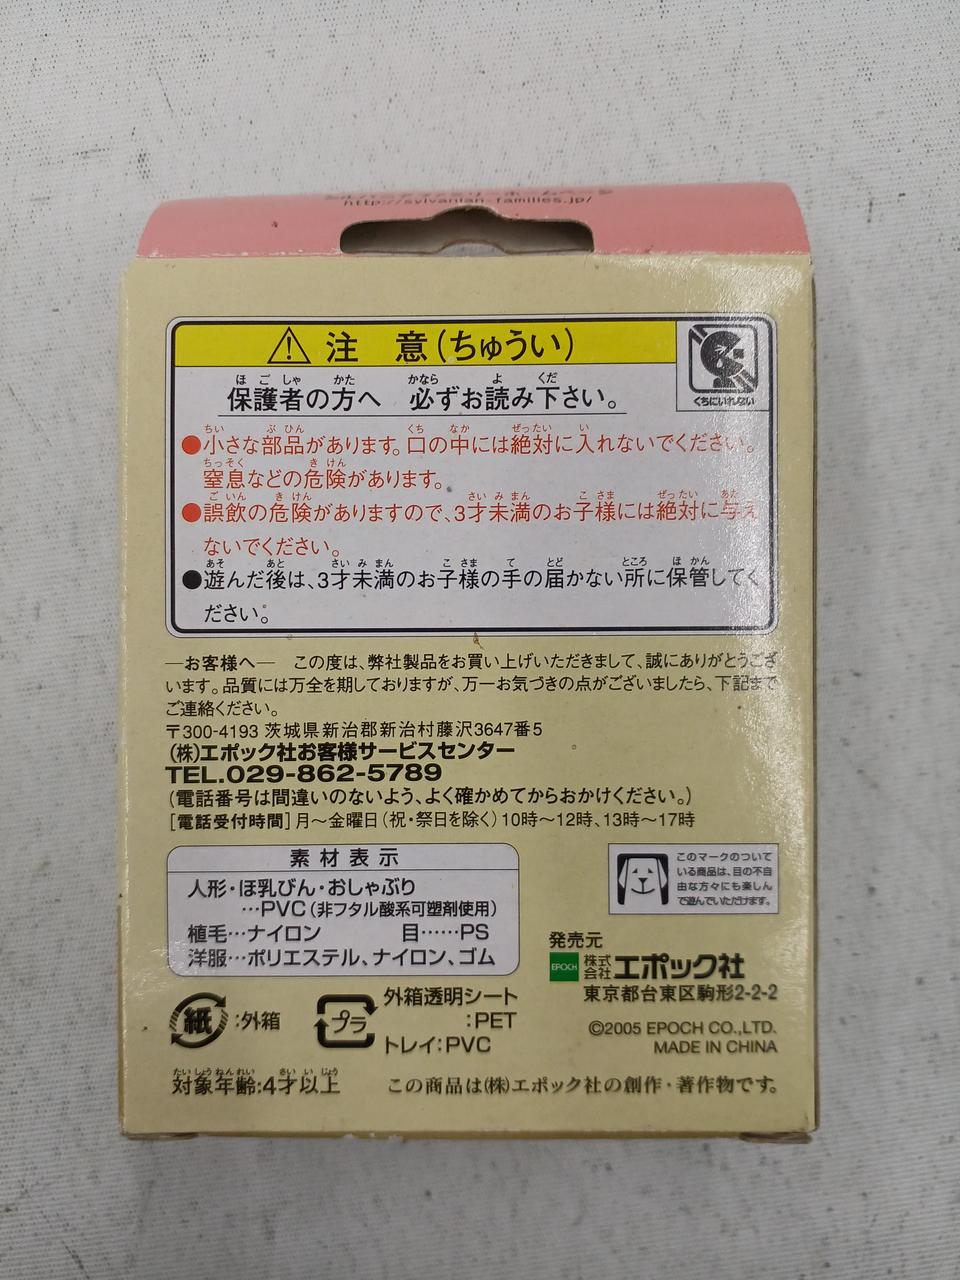 シルバニアファミリーホームページ
http://sylvanian-families.jp/
注 意(ちゅうい)
くちにいれない
保護者の方へ 必ずお読み下さい。
●小さな部品があります。口の中には絶対に入れないでください。
窒息などの危険があります。
●誤飲の危険がありますので、3才未満のお子様には絶対に与え
ないでください。
●遊んだ後は、3才未満のお子様の手の届かない所に保管してく
ださい。
―お客様へ― この度は、弊社製品をお買い上げいただきまして、誠にありがとうござ
います。品質には万全を期しておりますが、万一お気づきの点がございましたら、下記まで
ご連絡ください。
〒300-4193 茨城県新治郡新治村藤沢3647番5
(株)エポック社お客様サービスセンター
TEL.029-862-5789
(電話番号は間違いのないよう、よく確かめてからおかけください。)
[電話受付時間]月〜金曜日(祝・祭日を除く)10時〜12時、13時〜17時
素材表示
人形・ほ乳びん・おしゃぶり
…PVC(非フタル酸系可塑剤使用)
植毛…ナイロン 目……PS
洋服…ポリエステル、ナイロン、ゴム
このマークのついて
いる商品は、目の不自
由な方々にも楽しん
で遊んでいただけます。
発売元
EPOCH 株式会社エポック社
東京都台東区駒形2-2-2
紙:外箱
プラ 外箱透明シート
:PET
トレイ:PVC
©2005 EPOCH CO.,LTD.
MADE IN CHINA
対象年齢:4才以上
この商品は(株)エポック社の創作・著作物です。